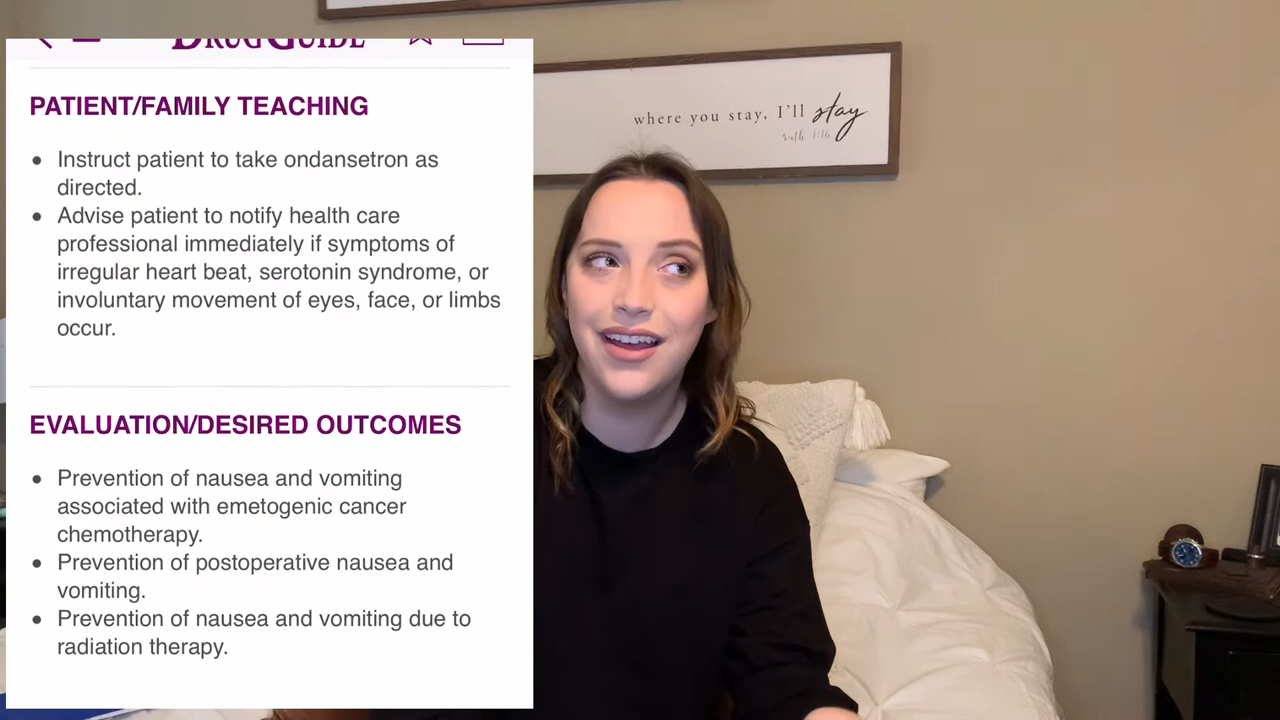 DRUG GUIDE
PATIENT/FAMILY TEACHING
• Instruct patient to take ondansetron as
directed.
• Advise patient to notify health care
professional immediately if symptoms of
irregular heart beat, serotonin syndrome, or
involuntary movement of eyes, face, or limbs
occur.
EVALUATION/DESIRED OUTCOMES
• Prevention of nausea and vomiting
associated with emetogenic cancer
chemotherapy.
• Prevention of postoperative nausea and
vomiting.
• Prevention of nausea and vomiting due to
radiation therapy.
where you stay, I'll stay
ruth 1:16